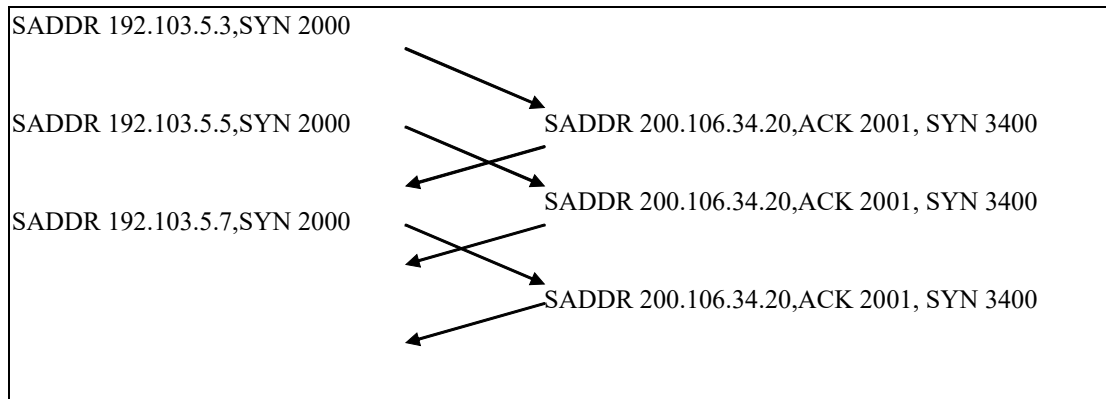 SADDR 192.103.5.3,SYN 2000
SADDR 192.103.5.5,SYN 2000
SADDR 200.106.34.20,ACK 2001, SYN 3400
SADDR 200.106.34.20,ACK 2001, SYN 3400
SADDR 192.103.5.7,SYN 2000
SADDR 200.106.34.20,ACK 2001, SYN 3400